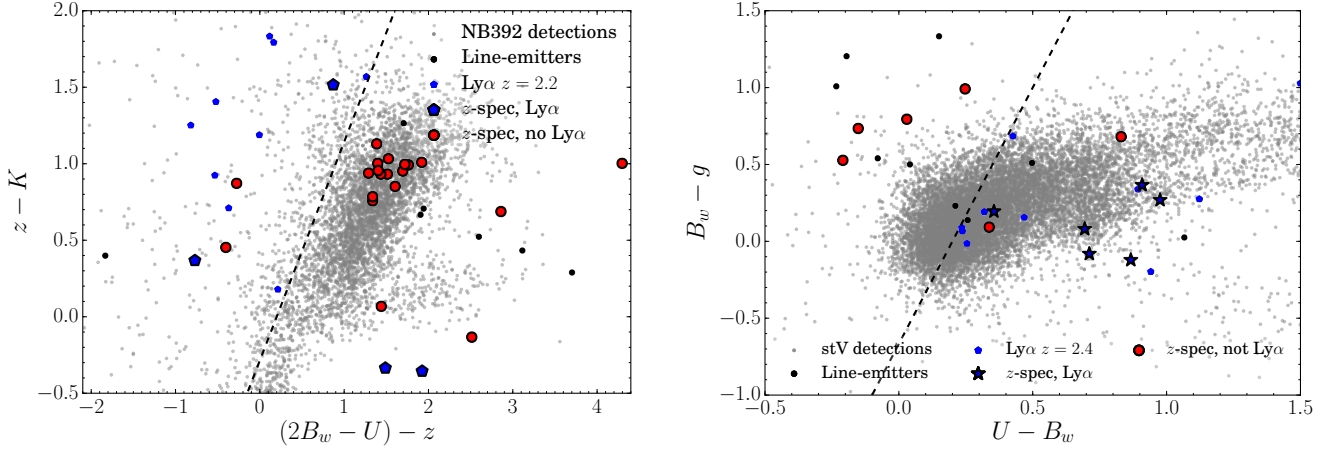 2.0
1.5
1.0
0.5
0.0
−0.5
−2
−1
0
1
2
3
4
z − K
(2B_w − U) − z
NB392 detections
Line-emitters
Lyα z = 2.2
z-spec, Lyα
z-spec, no Lyα
1.5
1.0
0.5
0.0
−0.5
−1.0
−0.5
0.0
0.5
1.0
1.5
B_w − g
U − B_w
stV detections
Line-emitters
Lyα z = 2.4
z-spec, Lyα
z-spec, not Lyα